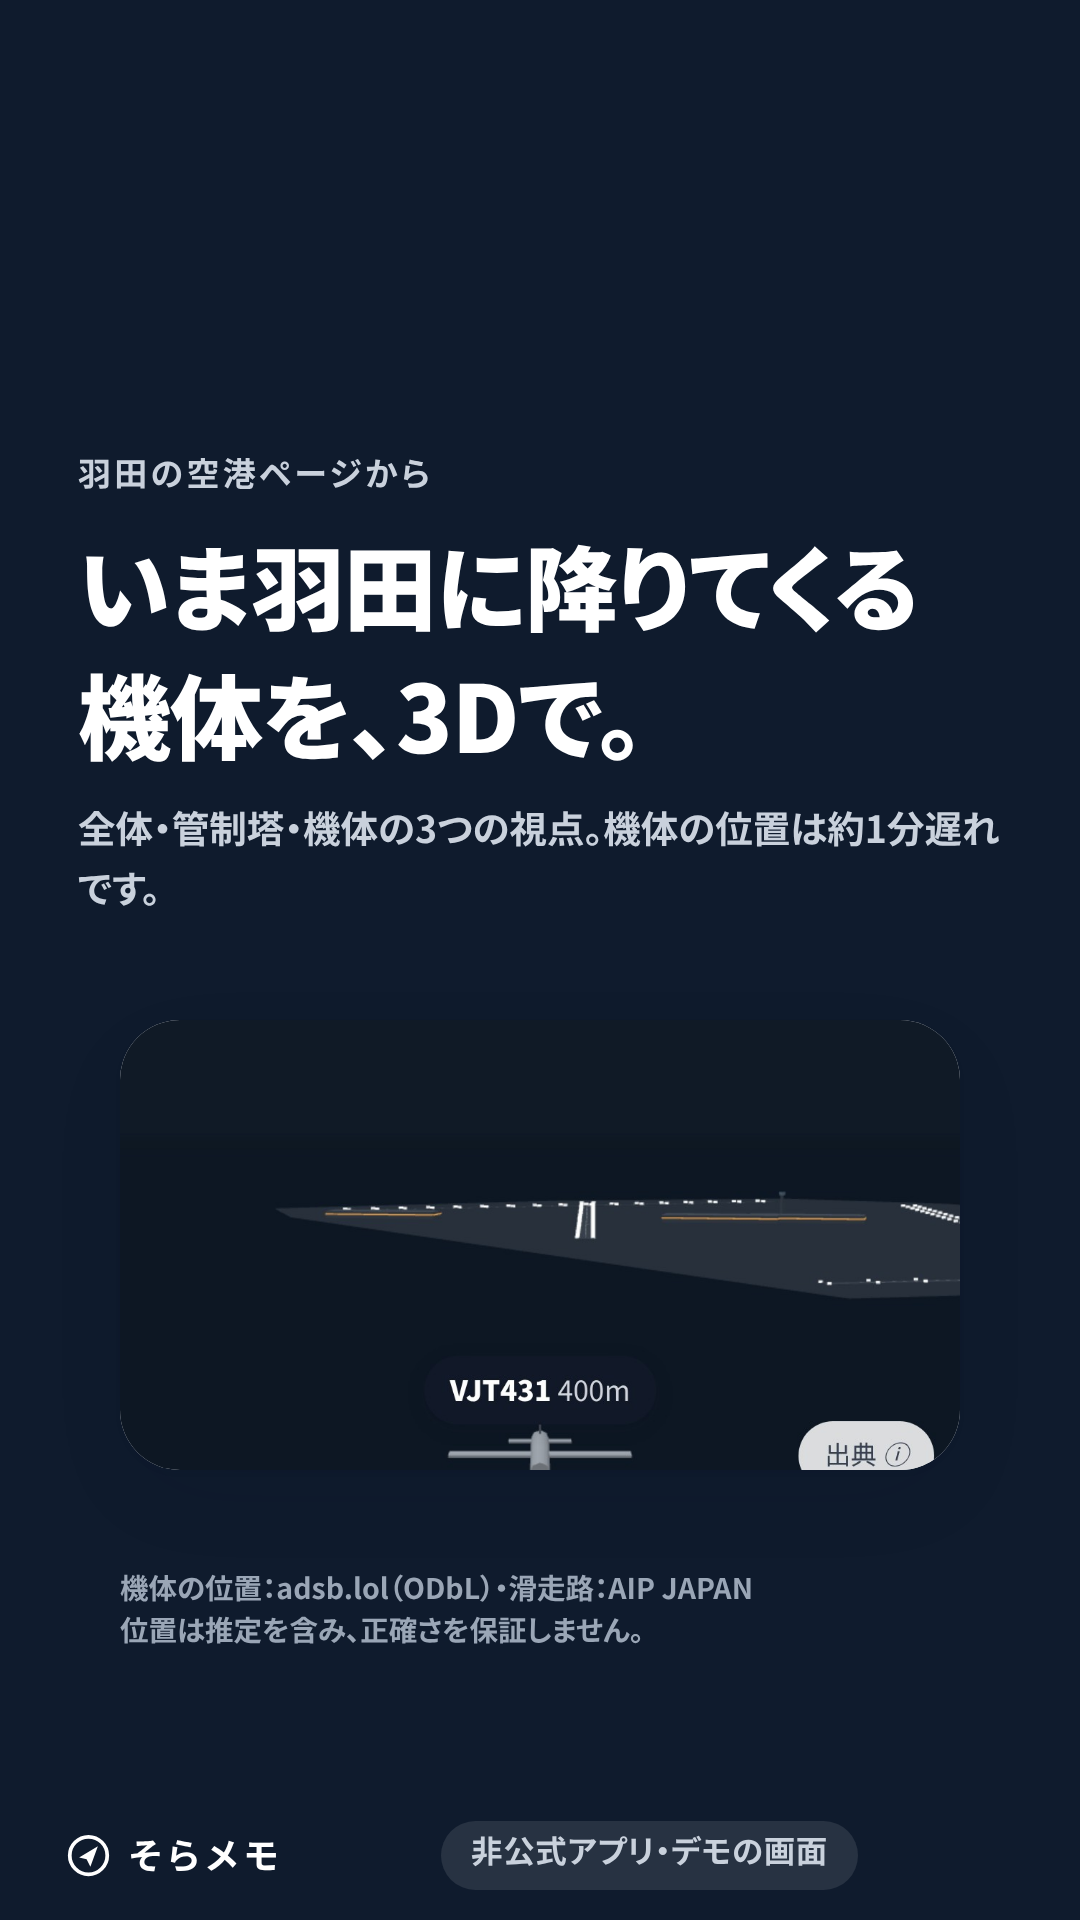 羽田の空港ページから
いま羽田に降りてくる
機体を、3Dで。
全体・管制塔・機体の3つの視点。機体の位置は約1分遅れ
です。
VJT431 400m
出典 ⓘ
機体の位置：adsb.lol（ODbL）・滑走路：AIP JAPAN
位置は推定を含み、正確さを保証しません。
そらメモ
非公式アプリ・デモの画面